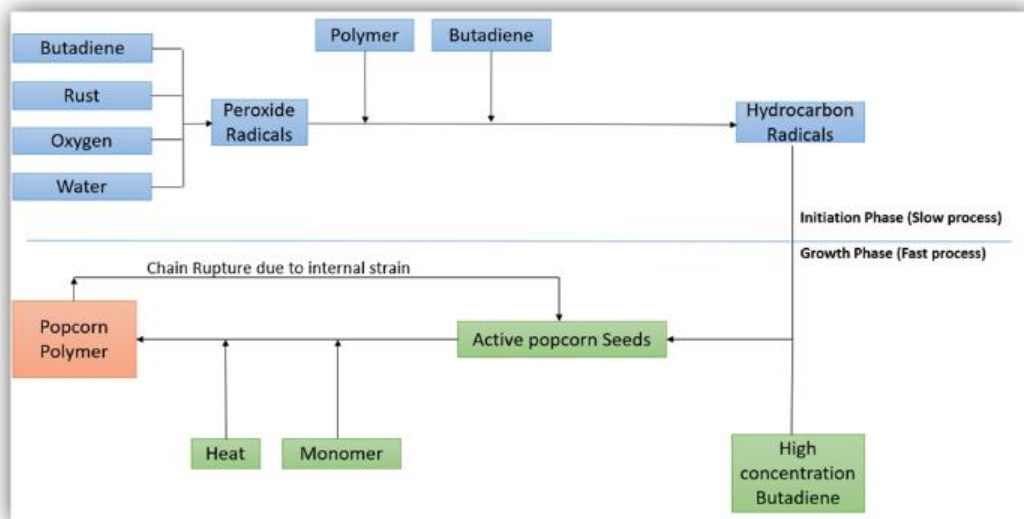 Polymer
Butadiene
Butadiene
Rust
Oxygen
Water
Peroxide
Radicals
Hydrocarbon
Radicals
Initiation Phase (Slow process)
Growth Phase (Fast process)
Chain Rupture due to internal strain
Popcorn
Polymer
Active popcorn Seeds
Heat
Monomer
High
concentration
Butadiene